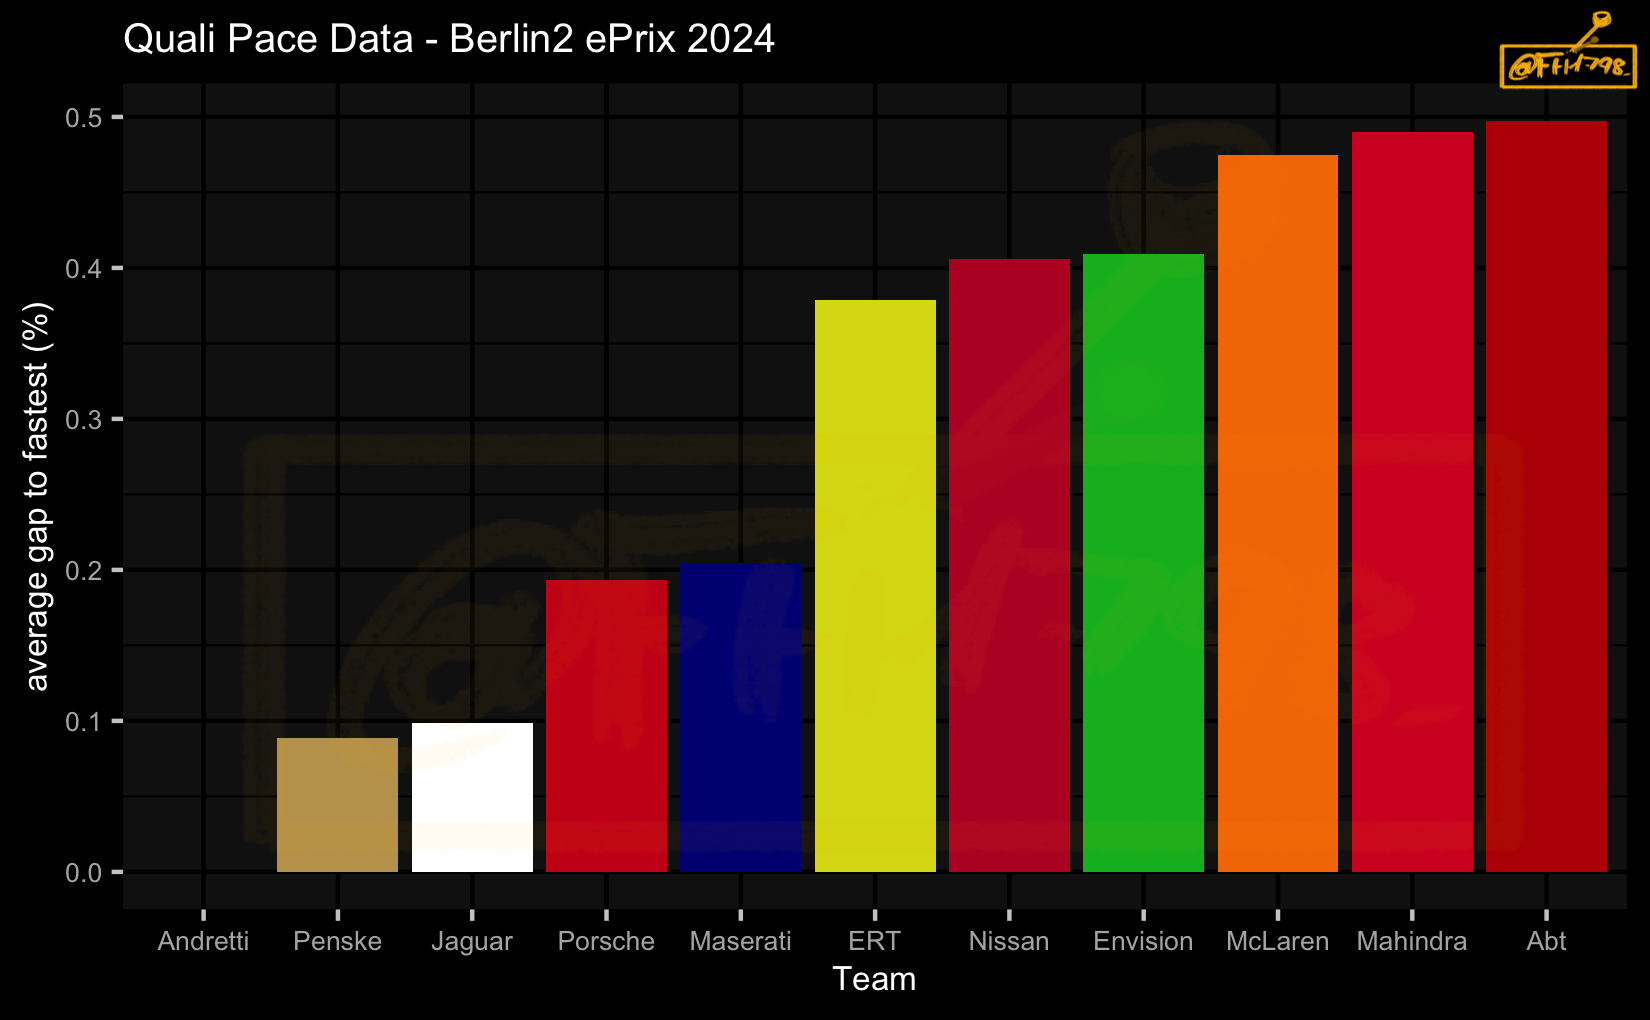 Quali Pace Data - Berlin2 ePrix 2024
@FFH798_
average gap to fastest (%)
0.5
0.4
0.3
0.2
0.1
0.0
Andretti Penske Jaguar Porsche Maserati ERT Nissan Envision McLaren Mahindra Abt
Team